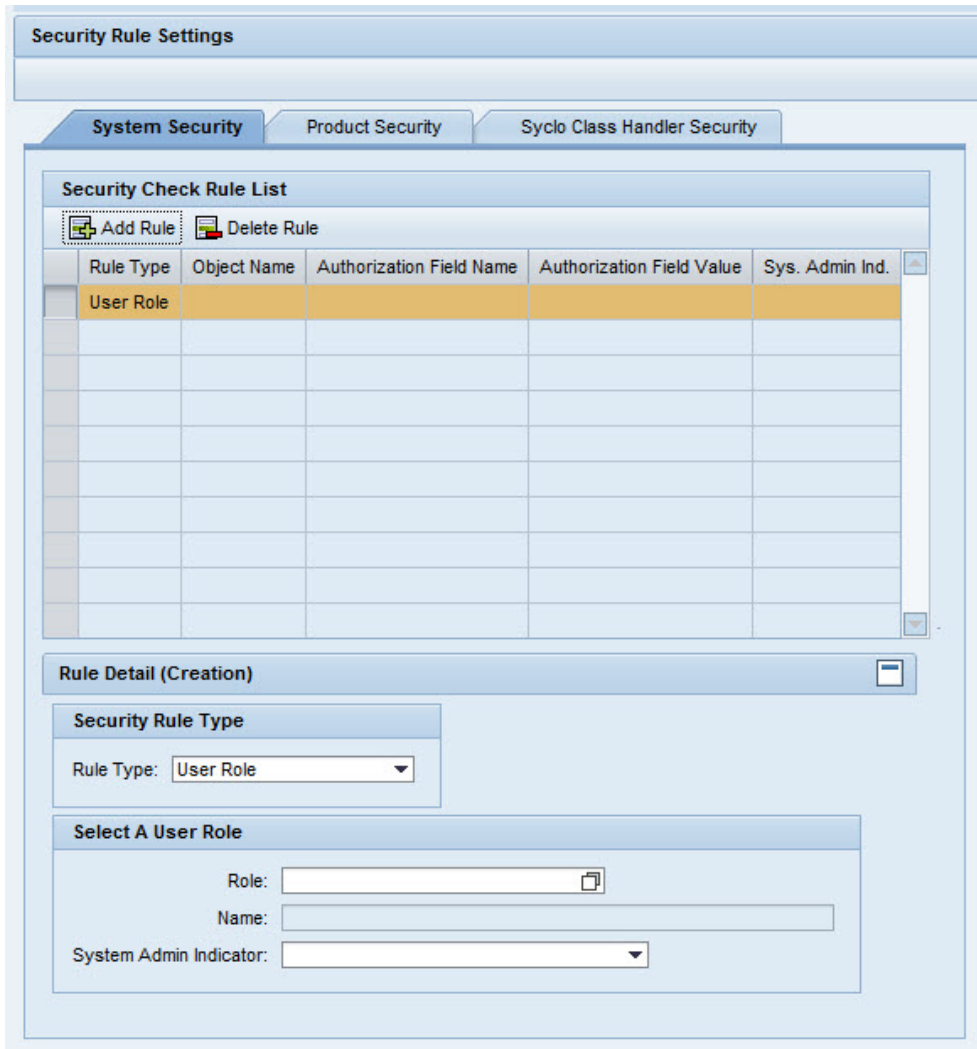 Security Rule Settings
System Security Product Security Syclo Class Handler Security
Security Check Rule List
Add Rule Delete Rule
Rule Type Object Name Authorization Field Name Authorization Field Value Sys. Admin Ind.
User Role
Rule Detail (Creation)
Security Rule Type
Rule Type: User Role
Select A User Role
Role:
Name:
System Admin Indicator: